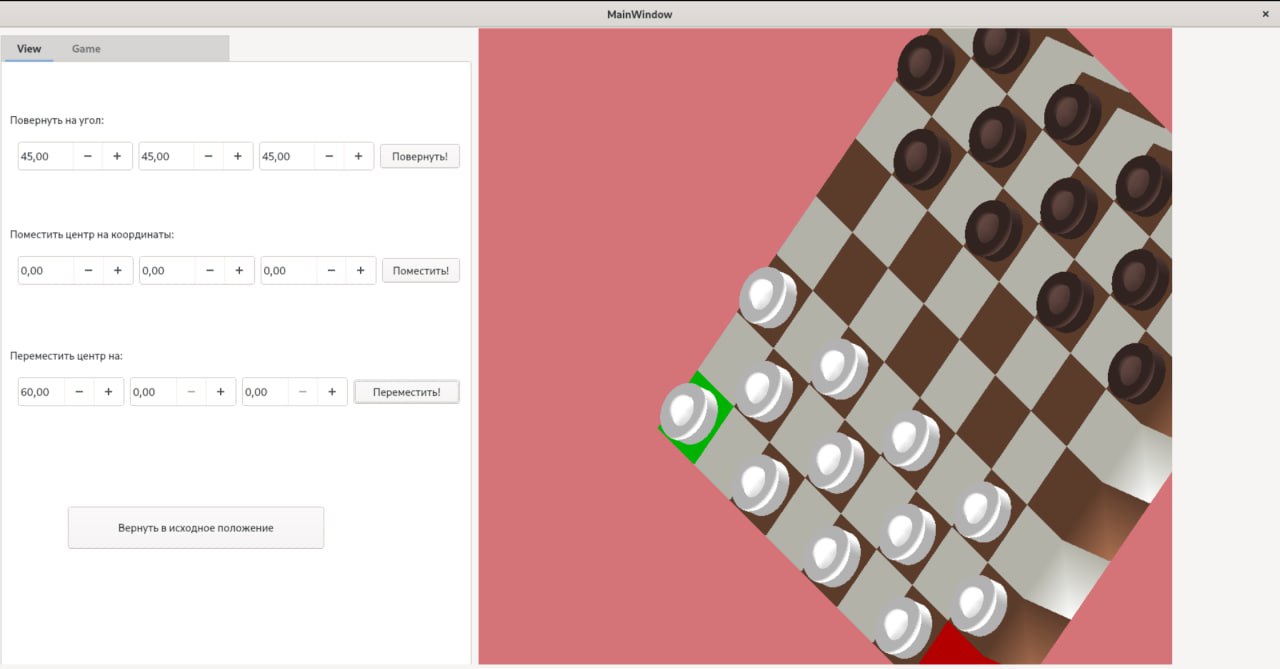 MainWindow
View Game
Повернуть на угол:
45,00 − + 45,00 − + 45,00 − + Повернуть!
Поместить центр на координаты:
0,00 − + 0,00 − + 0,00 − + Поместить!
Переместить центр на:
60,00 − + 0,00 − + 0,00 − + Переместить!
Вернуть в исходное положение